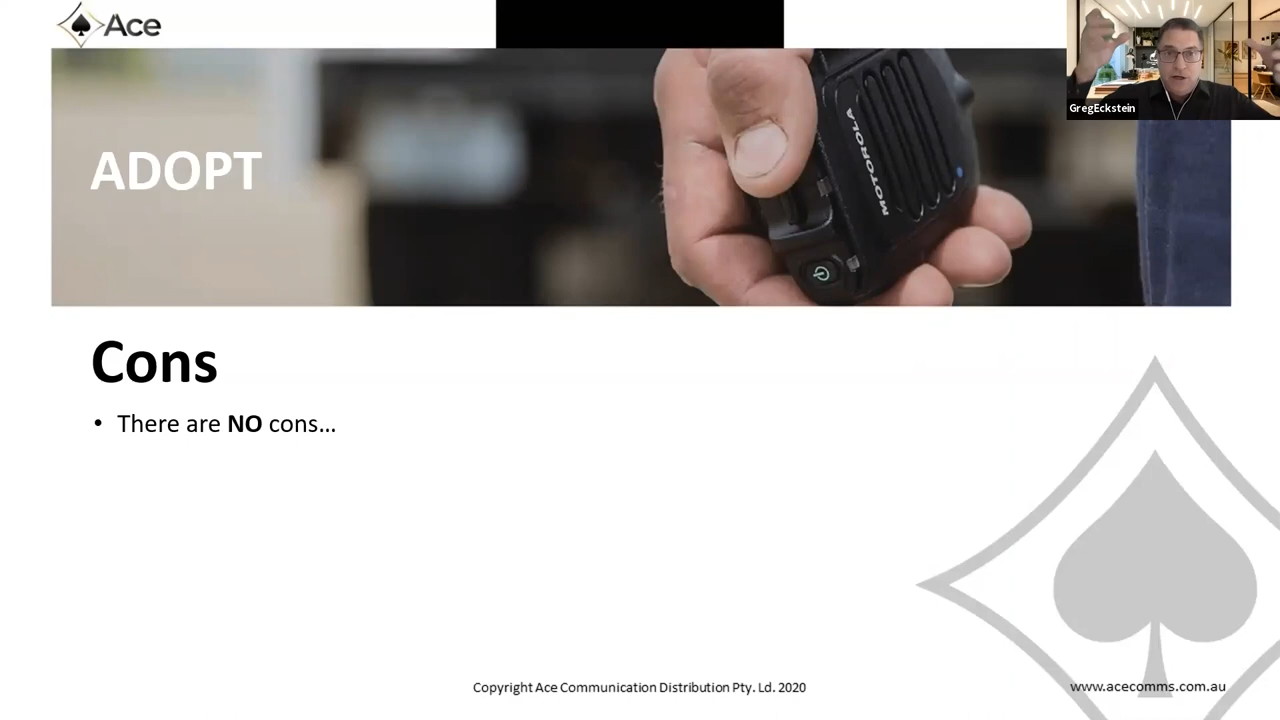 Ace
GregEckstein
ADOPT
MOTOROLA
Cons
• There are NO cons...
Copyright Ace Communication Distribution Pty. Ld. 2020
www.acecomms.com.au